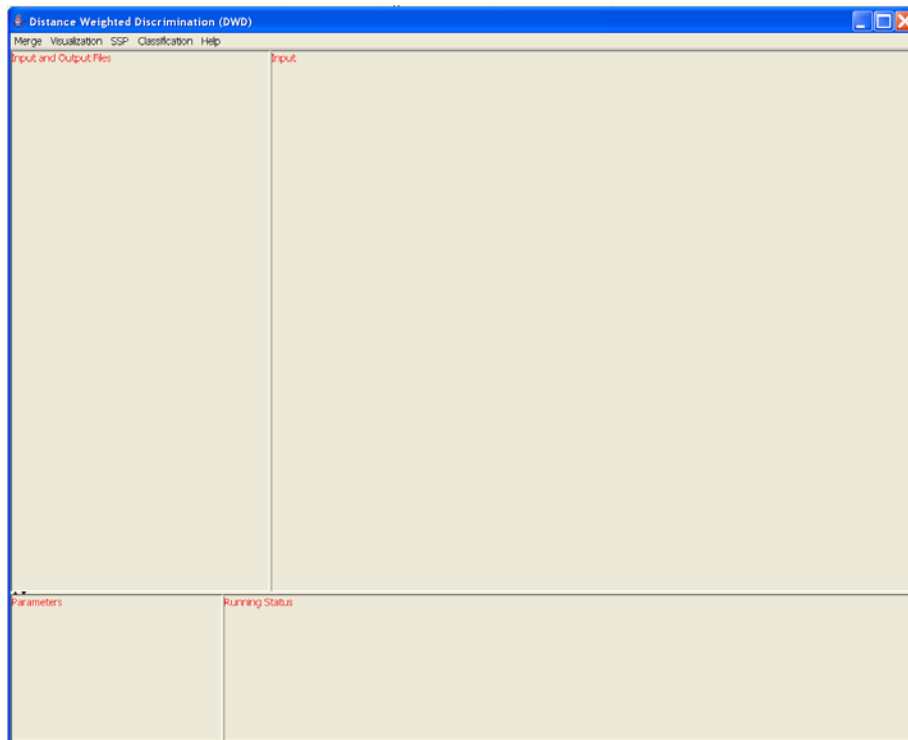 Distance Weighted Discrimination (DWD)
Merge Visualization SSP Classification Help
Input and Output Files
Input
Parameters
Running Status